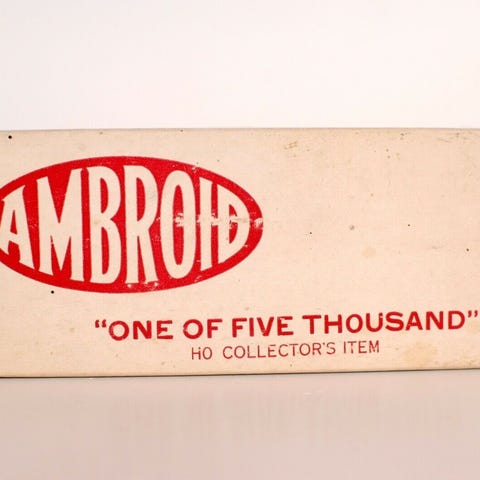 AMBROID
"ONE OF FIVE THOUSAND"
HO COLLECTOR'S ITEM